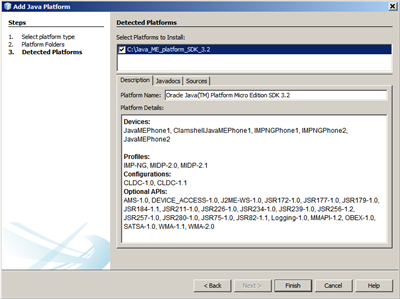 Add Java Platform
Steps
1. Select platform type
2. Platform Folders
3. Detected Platforms
Detected Platforms
Select Platforms to Install:
C:\Java_ME_platform_SDK_3.2
Description Javadocs Sources
Platform Name: Oracle Java(TM) Platform Micro Edition SDK 3.2
Platform Details:
Devices:
JavaMEPhone1, ClamshellJavaMEPhone1, IMPNGPhone1, IMPNGPhone2,
JavaMEPhone2
Profiles:
IMP-NG, MIDP-2.0, MIDP-2.1
Configurations:
CLDC-1.0, CLDC-1.1
Optional APIs:
AMS-1.0, DEVICE_ACCESS-1.0, J2ME-WS-1.0, JSR172-1.0, JSR177-1.0, JSR179-1.0,
JSR184-1.1, JSR211-1.0, JSR226-1.0, JSR234-1.0, JSR239-1.0, JSR256-1.2,
JSR257-1.0, JSR280-1.0, JSR75-1.0, JSR82-1.1, Logging-1.0, MMAPI-1.2, OBEX-1.0,
SATSA-1.0, WMA-1.1, WMA-2.0
< Back Next > Finish Cancel Help